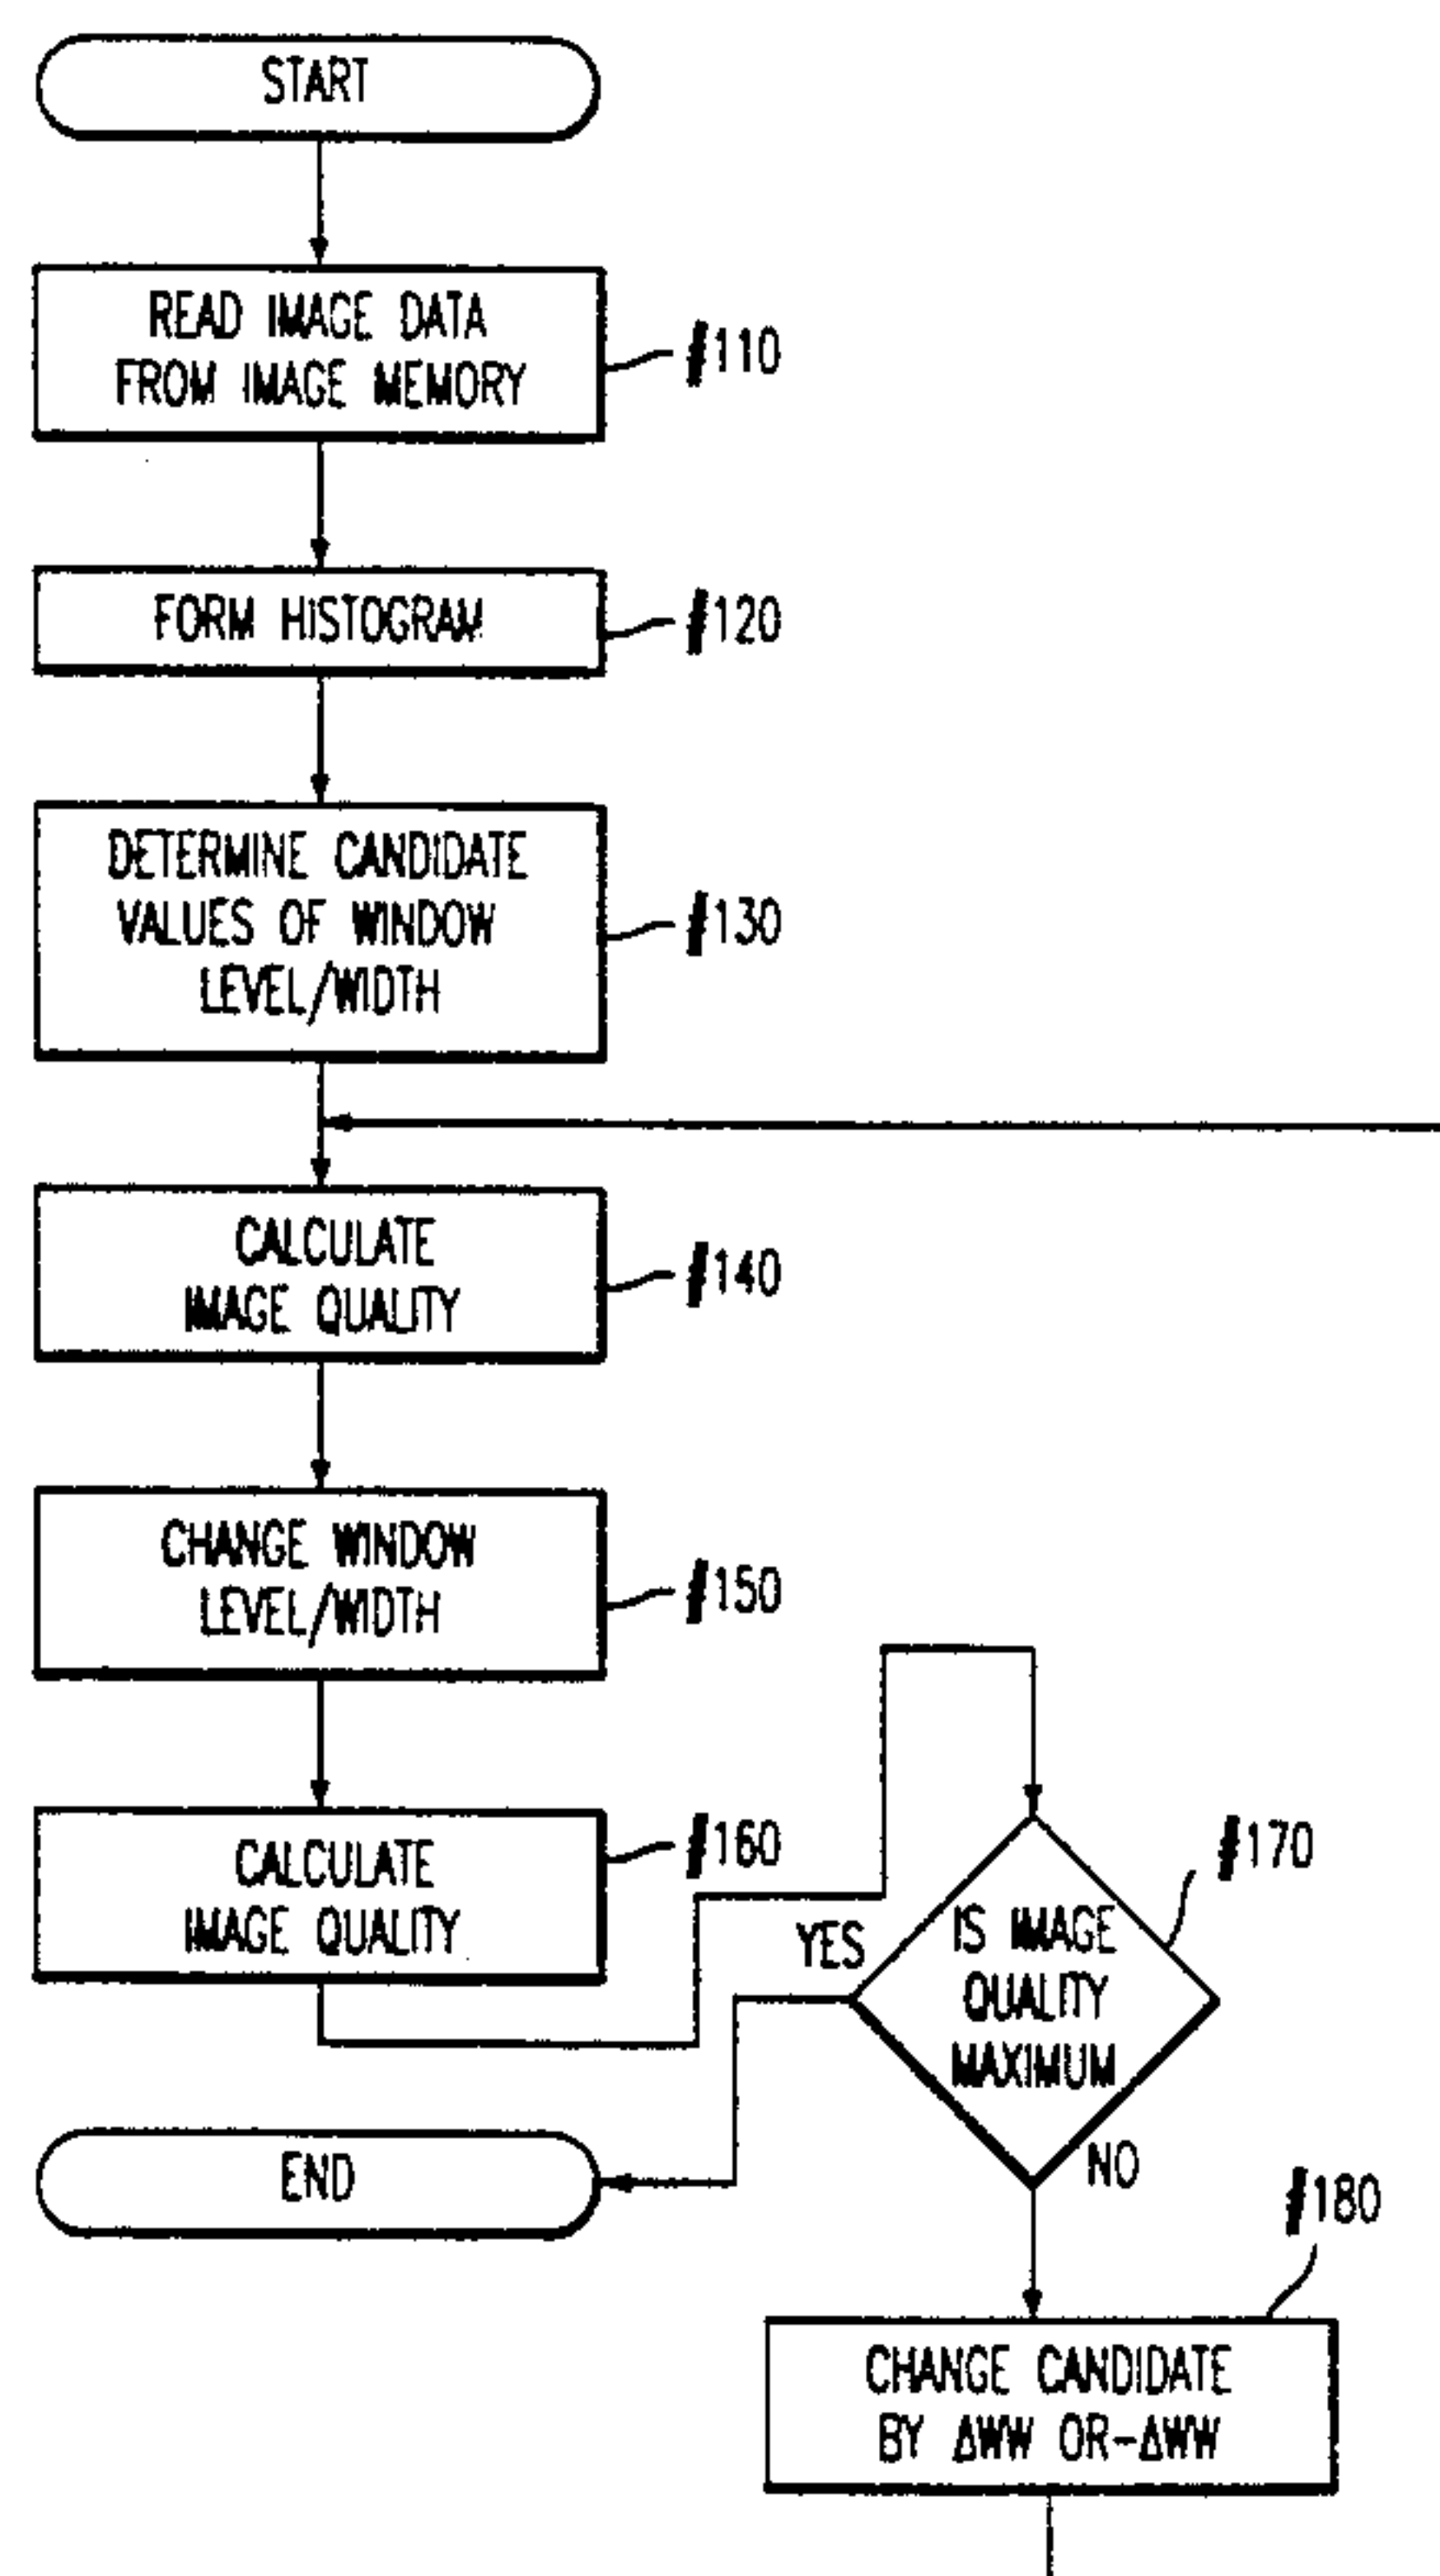 START
READ IMAGE DATA
FROM IMAGE MEMORY
#110
FORM HISTOGRAM
#120
DETERMINE CANDIDATE
VALUES OF WINDOW
LEVEL/WIDTH
#130
CALCULATE
IMAGE QUALITY
#140
CHANGE WINDOW
LEVEL/WIDTH
#150
CALCULATE
IMAGE QUALITY
#160
IS IMAGE
QUALITY
MAXIMUM
#170
YES
NO
END
#180
CHANGE CANDIDATE
BY ΔWW OR-ΔWW